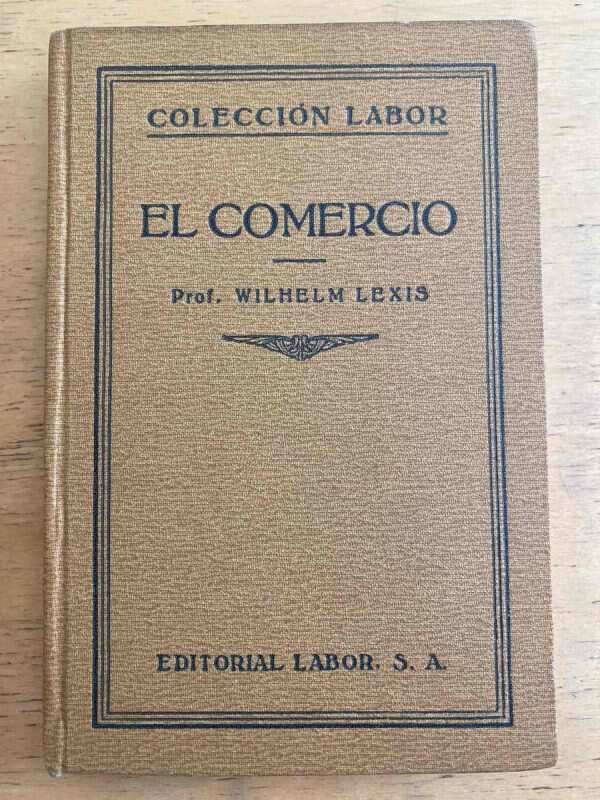 COLECCIÓN LABOR
EL COMERCIO
Prof. WILHELM LEXIS
EDITORIAL LABOR. S. A.